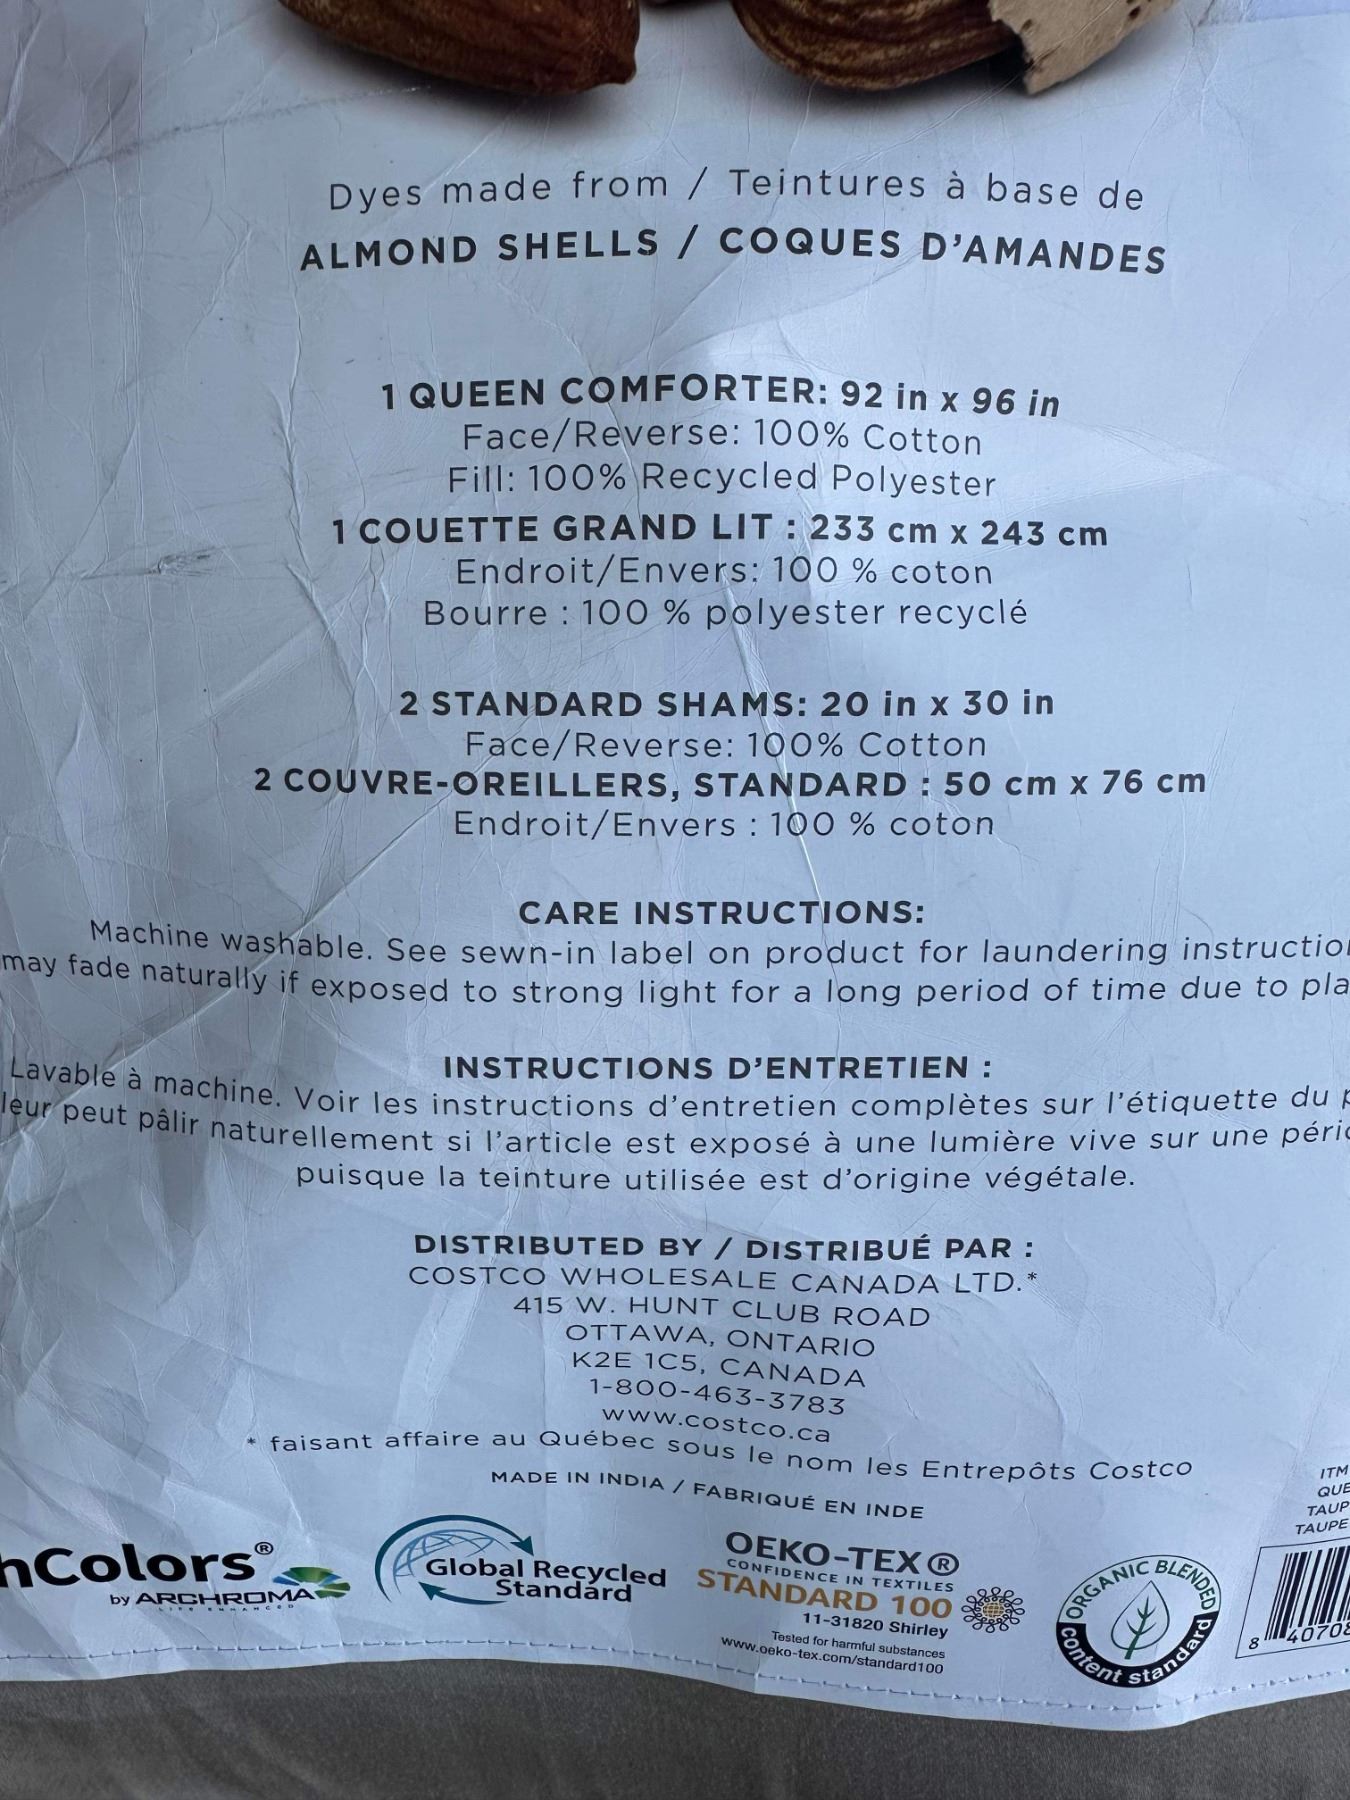 Dyes made from / Teintures à base de
ALMOND SHELLS / COQUES D'AMANDES
1 QUEEN COMFORTER: 92 in x 96 in
Face/Reverse: 100% Cotton
Fill: 100% Recycled Polyester
1 COUETTE GRAND LIT : 233 cm x 243 cm
Endroit/Envers: 100 % coton
Bourre : 100 % polyester recyclé
2 STANDARD SHAMS: 20 in x 30 in
Face/Reverse: 100% Cotton
2 COUVRE-OREILLERS, STANDARD : 50 cm x 76 cm
Endroit/Envers : 100 % coton
CARE INSTRUCTIONS:
Machine washable. See sewn-in label on product for laundering instructio
may fade naturally if exposed to strong light for a long period of time due to pla
INSTRUCTIONS D'ENTRETIEN :
Lavable à machine. Voir les instructions d'entretien complètes sur l'étiquette du p
leur peut pâlir naturellement si l'article est exposé à une lumière vive sur une pério
puisque la teinture utilisée est d'origine végétale.
DISTRIBUTED BY / DISTRIBUÉ PAR :
COSTCO WHOLESALE CANADA LTD.*
415 W. HUNT CLUB ROAD
OTTAWA, ONTARIO
K2E 1C5, CANADA
1-800-463-3783
www.costco.ca
* faisant affaire au Québec sous le nom les Entrepôts Costco
MADE IN INDIA / FABRIQUÉ EN INDE
ITM
QUE
TAUP
TAUPE
8 40708
hColors®
by ARCHROMA
LIFE ENHANCED
Global Recycled
Standard
OEKO-TEX®
CONFIDENCE IN TEXTILES
STANDARD 100
11-31820 Shirley
Tested for harmful substances
www.oeko-tex.com/standard100
ORGANIC BLENDED
content standard